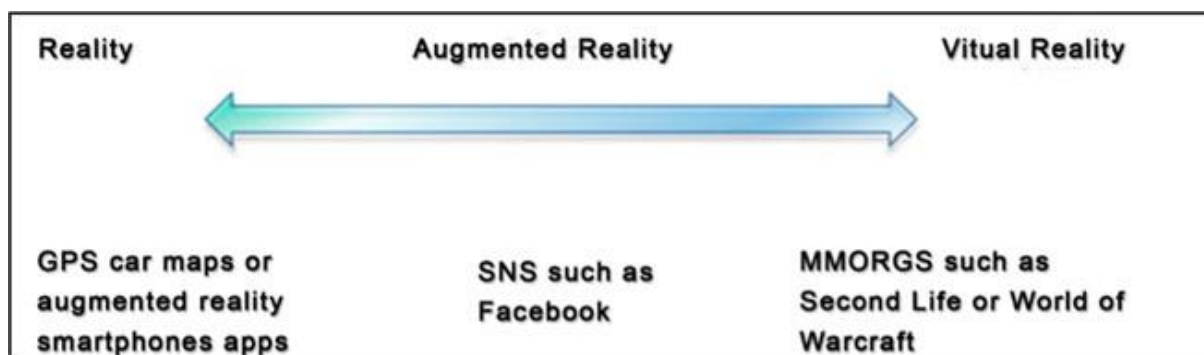 Reality Augmented Reality Vitual Reality
GPS car maps or
augmented reality
smartphones apps
SNS such as
Facebook
MMORGS such as
Second Life or World of
Warcraft